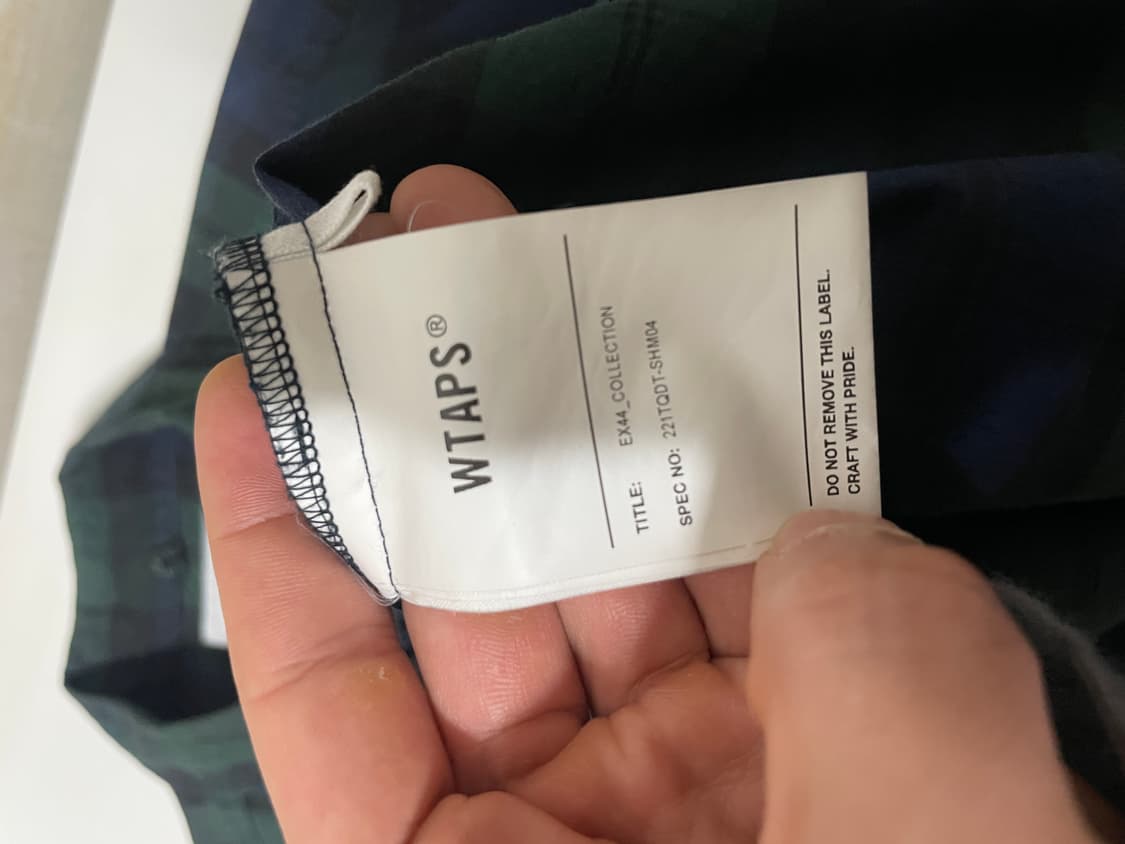 WTAPS®
TITLE: EX44_COLLECTION
SPEC NO: 221TQDT-SHM04
DO NOT REMOVE THIS LABEL.
CRAFT WITH PRIDE.